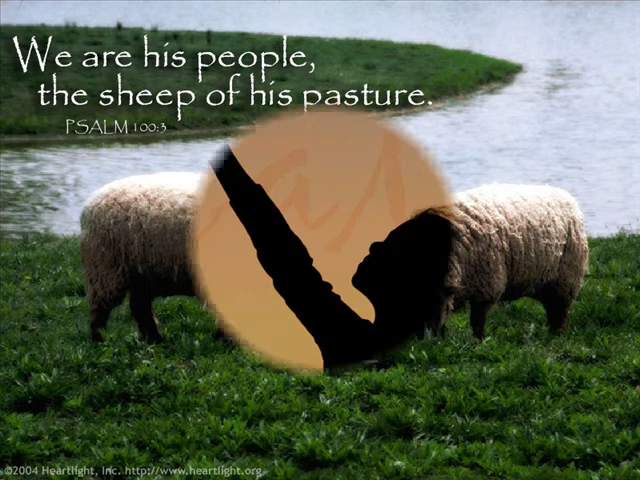 We are his people,
the sheep of his pasture.
PSALM 100:3
©2004 Heartlight, Inc. http://www.heartlight.org